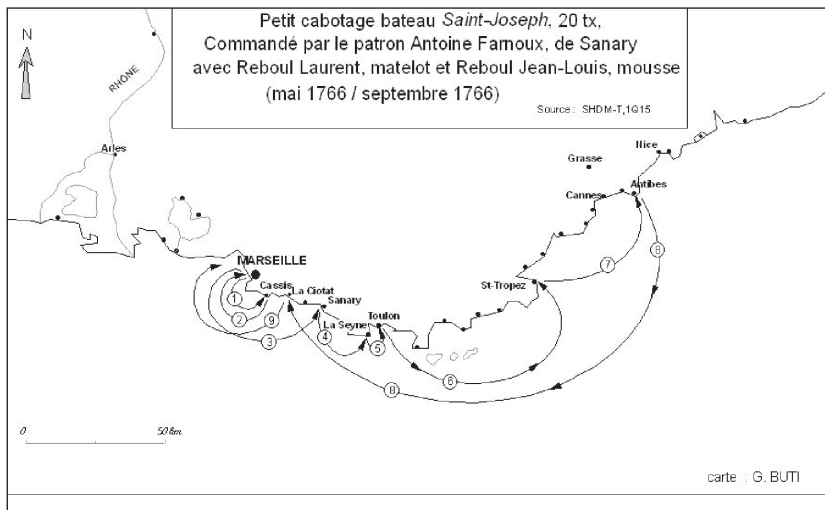 Petit cabotage bateau Saint-Joseph, 20 tx,
Commandé par le patron Antoine Farnoux, de Sanary
avec Reboul Laurent, matelot et Reboul Jean-Louis, mousse
(mai 1766 / septembre 1766)
Source : SHDM-T,1Q15
N
RHÔNE
Arles
Nice
Grasse
Antibes
Cannes
MARSEILLE
Cassis
La Ciotat
Sanary
St-Tropez
Toulon
La Seyne
1
2
9
3
4
5
6
7
8
8
0
50 km
carte : G. BUTI